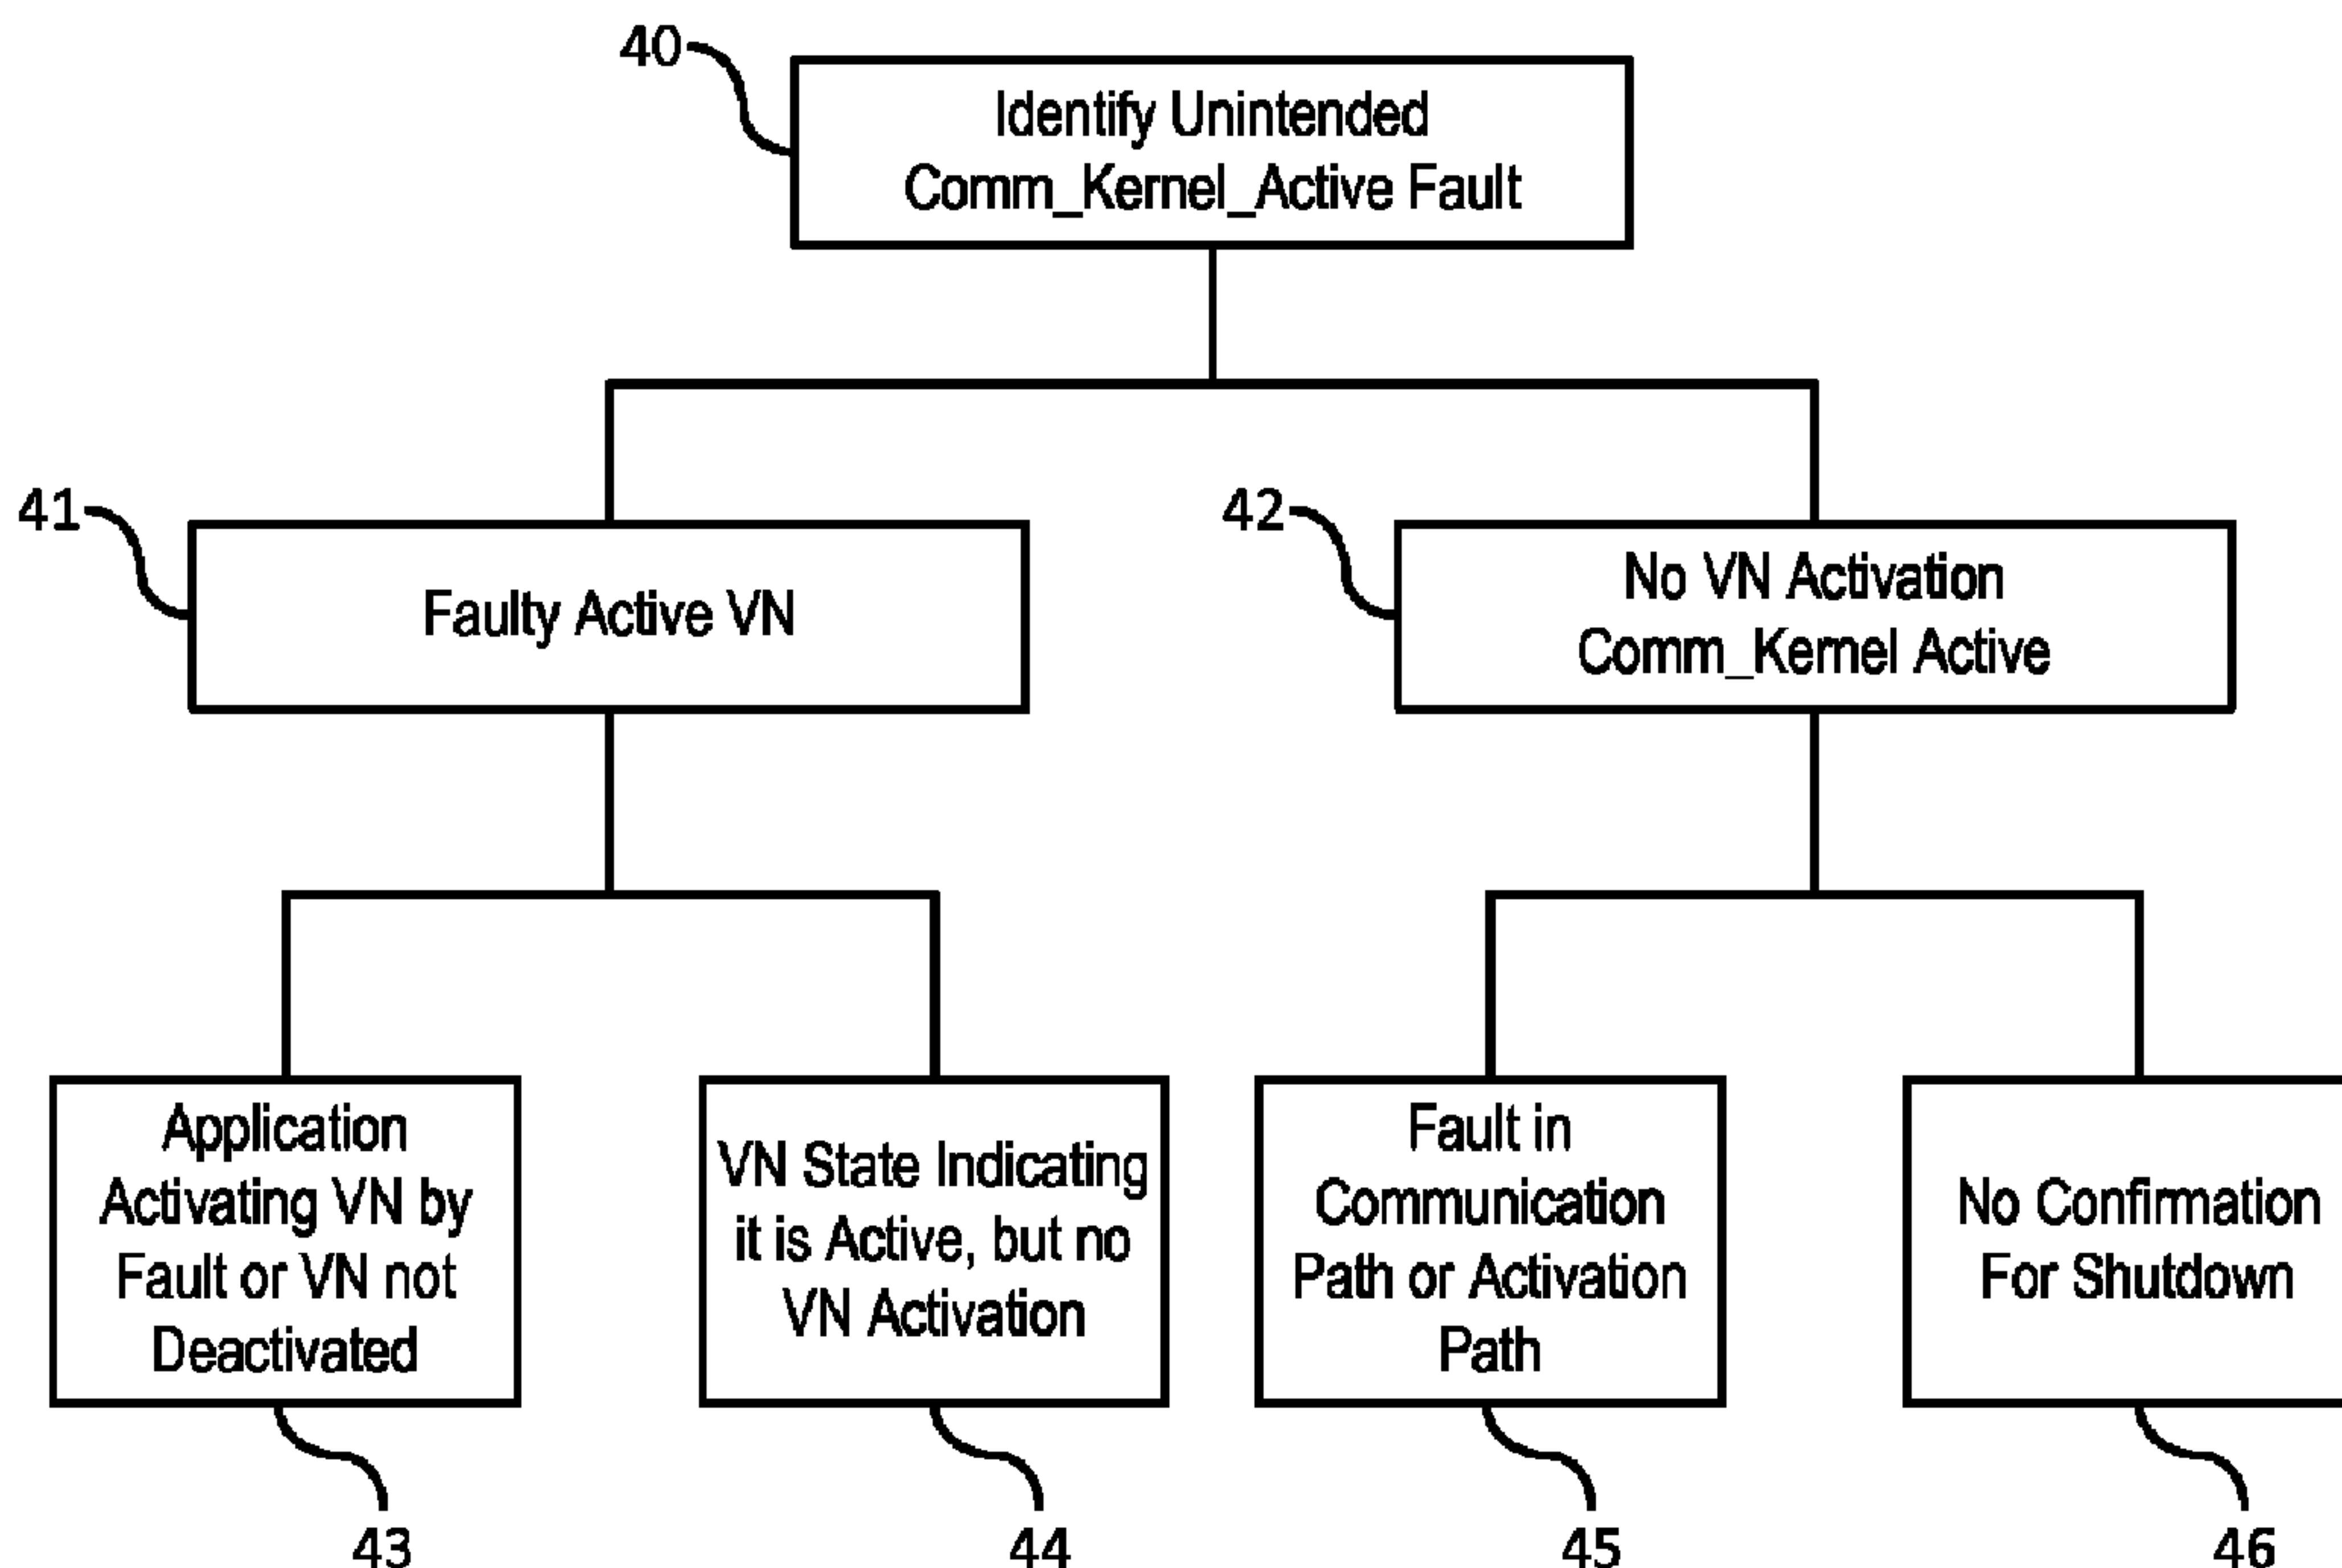 40
Identify Unintended
Comm_Kernel_Active Fault
41
Faulty Active VN
42
No VN Activation
Comm_Kernel Active
Application
Activating VN by
Fault or VN not
Deactivated
VN State Indicating
it is Active, but no
VN Activation
Fault in
Communication
Path or Activation
Path
No Confirmation
For Shutdown
43
44
45
46